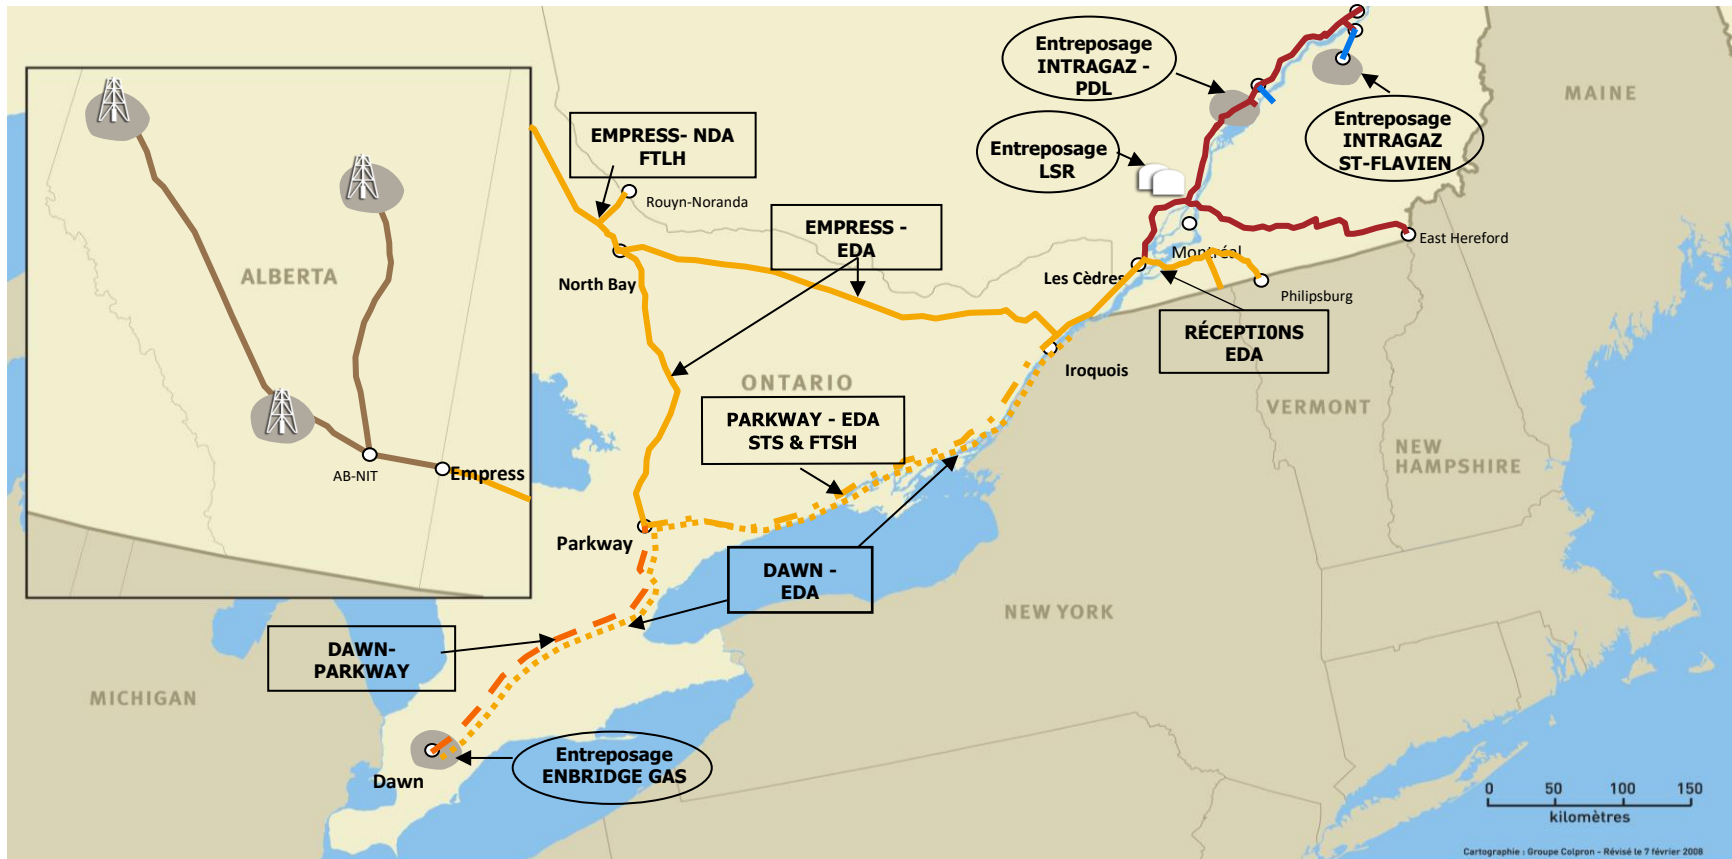 Entreposage
INTRAGAZ -
PDL
MAINE
EMPRESS- NDA
FTLH
Entreposage
INTRAGAZ
ST-FLAVIEN
Entreposage
LSR
Rouyn-Noranda
EMPRESS -
EDA
East Hereford
Montréal
North Bay
Les Cèdres
ALBERTA
Philipsburg
RÉCEPTI0NS
EDA
Iroquois
ONTARIO
VERMONT
PARKWAY - EDA
STS & FTSH
NEW
HAMPSHIRE
AB-NIT
Empress
Parkway
DAWN -
EDA
NEW YORK
DAWN-
PARKWAY
MICHIGAN
Entreposage
ENBRIDGE GAS
Dawn
0 50 100 150
kilomètres
Cartographie : Groupe Colpron - Révisé le 7 février 2008